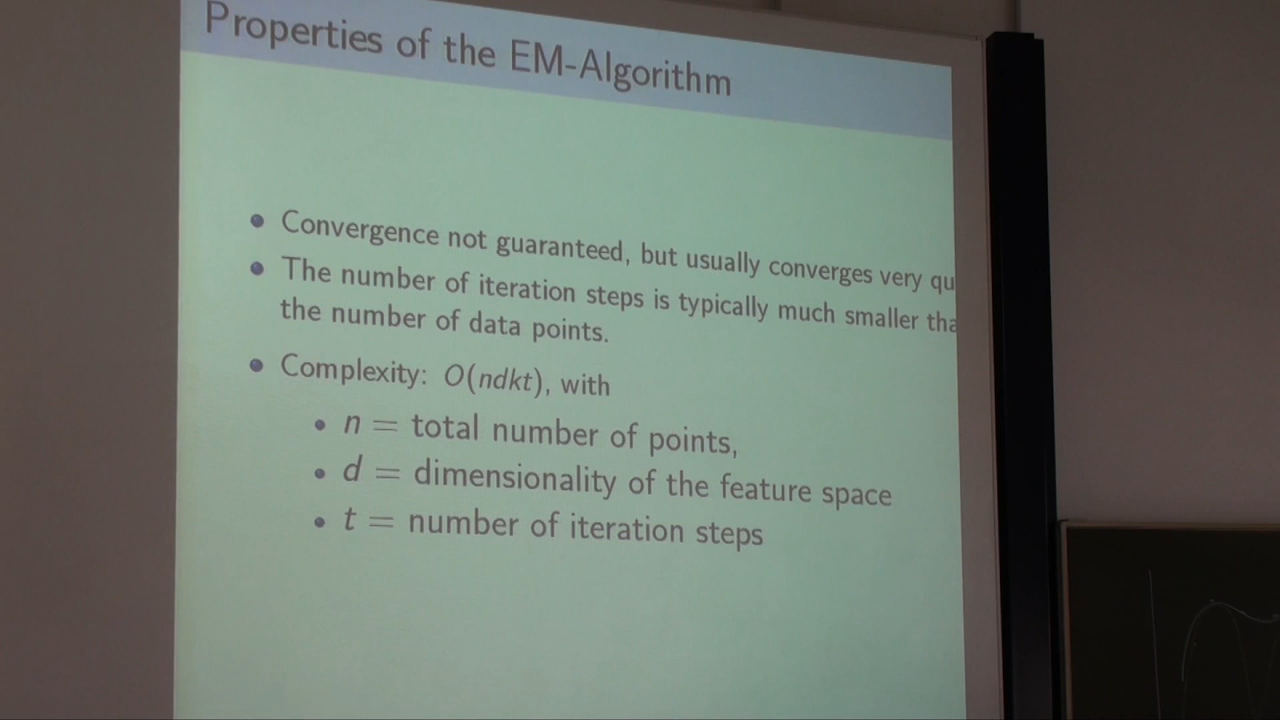 Properties of the EM-Algorithm
Convergence not guaranteed, but usually converges very qu
The number of iteration steps is typically much smaller tha
the number of data points.
Complexity: O(ndkt), with
n = total number of points,
d = dimensionality of the feature space
t = number of iteration steps